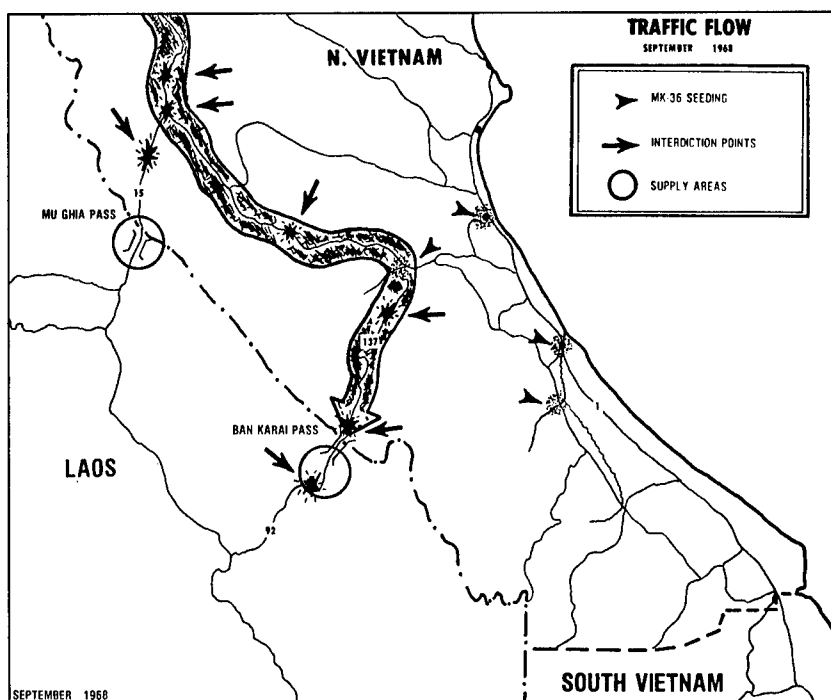 TRAFFIC FLOW
SEPTEMBER 1968
N. VIETNAM
MK-36 SEEDING
INTERDICTION POINTS
SUPPLY AREAS
15
MU GHIA PASS
137
1
BAN KARAI PASS
LAOS
92
SOUTH VIETNAM
SEPTEMBER 1968